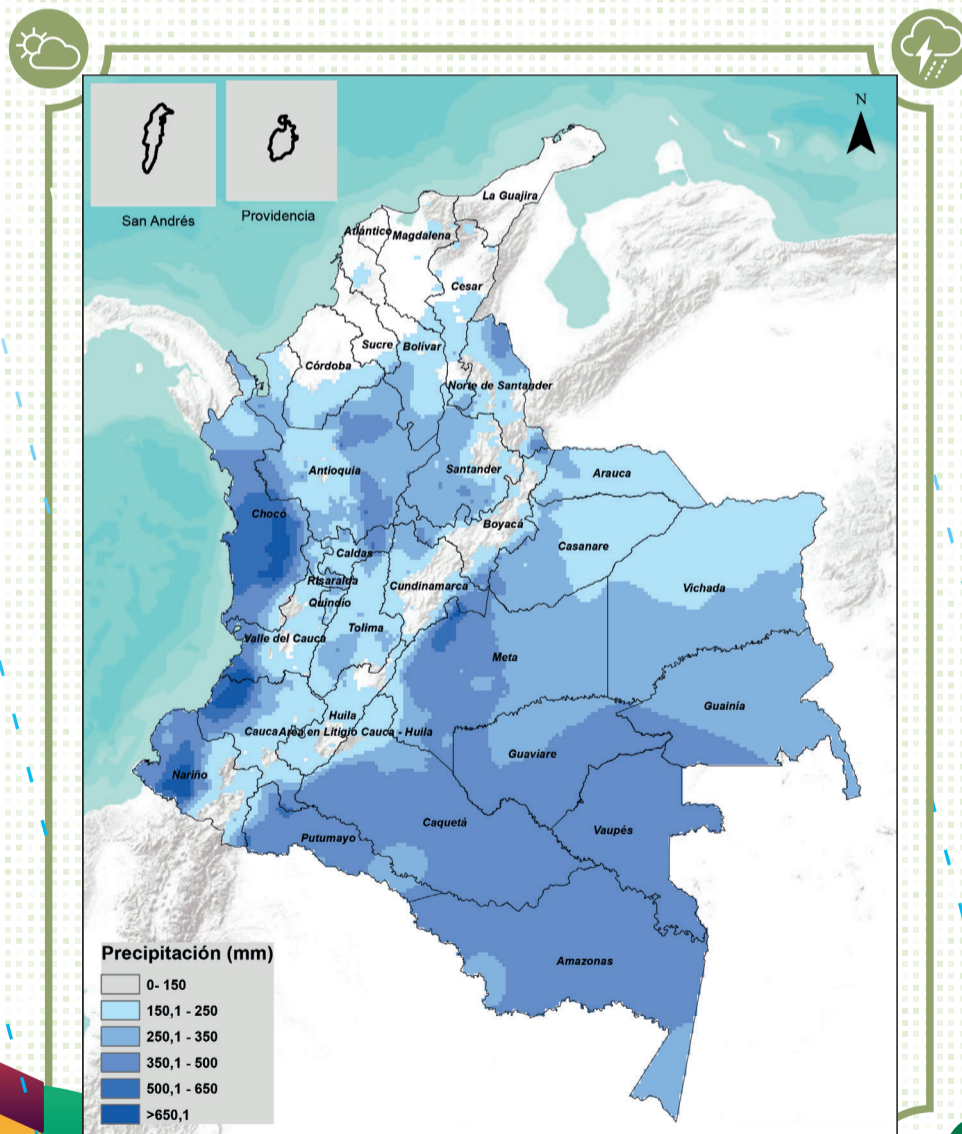 N
San Andrés
Providencia
La Guajira
Atlántico
Magdalena
Cesar
Sucre
Bolívar
Córdoba
Norte de Santander
Antioquia
Santander
Arauca
Chocó
Boyacá
Caldas
Casanare
Risaralda
Cundinamarca
Vichada
Quindío
Tolima
Valle del Cauca
Meta
Guainía
Huila
Cauca
Area en Litigio Cauca - Huila
Guaviare
Nariño
Caquetá
Vaupés
Putumayo
Amazonas
Precipitación (mm)
0- 150
150,1 - 250
250,1 - 350
350,1 - 500
500,1 - 650
>650,1